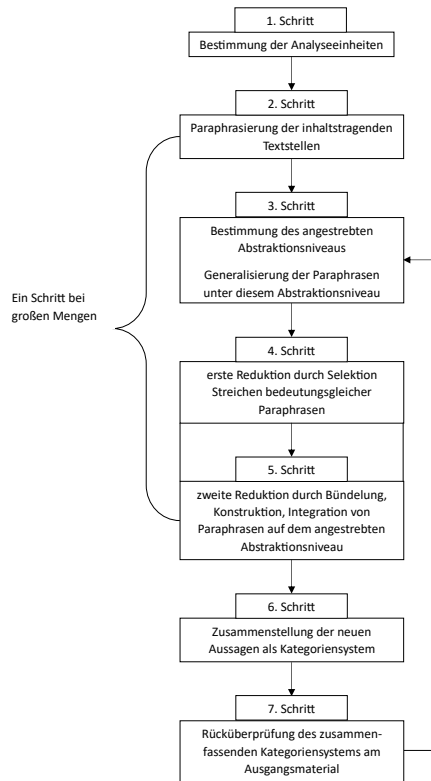 1. Schritt
Bestimmung der Analyseeinheiten
2. Schritt
Paraphrasierung der inhaltstragenden
Textstellen
3. Schritt
Bestimmung des angestrebten
Abstraktionsniveaus
Generalisierung der Paraphrasen
unter diesem Abstraktionsniveau
Ein Schritt bei
großen Mengen
4. Schritt
erste Reduktion durch Selektion
Streichen bedeutungsgleicher
Paraphrasen
5. Schritt
zweite Reduktion durch Bündelung,
Konstruktion, Integration von
Paraphrasen auf dem angestrebten
Abstraktionsniveau
6. Schritt
Zusammenstellung der neuen
Aussagen als Kategoriensystem
7. Schritt
Rücküberprüfung des zusammen-
fassenden Kategoriensystems am
Ausgangsmaterial